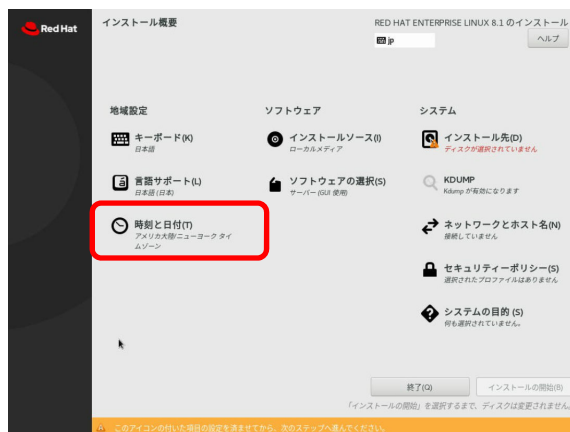 Red Hat
インストール概要
RED HAT ENTERPRISE LINUX 8.1 のインストール
jp
ヘルプ
地域設定
キーボード(K)
日本語
言語サポート(L)
日本語 (日本)
時刻と日付(T)
アメリカ大陸/ニューヨーク タイ
ムゾーン
ソフトウェア
インストールソース(I)
ローカルメディア
ソフトウェアの選択(S)
サーバー (GUI 使用)
システム
インストール先(D)
ディスクが選択されていません
KDUMP
Kdump が有効になります
ネットワークとホスト名(N)
接続していません
セキュリティーポリシー(S)
選択されたプロファイルはありません
システムの目的 (S)
何も選択されていません。
終了(Q)
インストールの開始(B)
「インストールの開始」を選択するまで、ディスクは変更されません。
このアイコンの付いた項目の設定を済ませてから、次のステップへ進んでください。